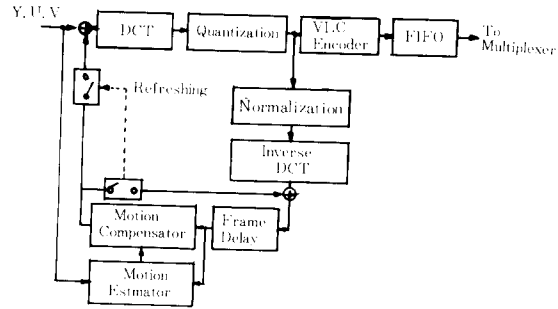 Y, U, V
DCT
Quantization
VLC
Encoder
FIFO
To
Multiplexer
Refreshing
Normalization
Inverse
DCT
Motion
Compensator
Frame
Delay
Motion
Estmator